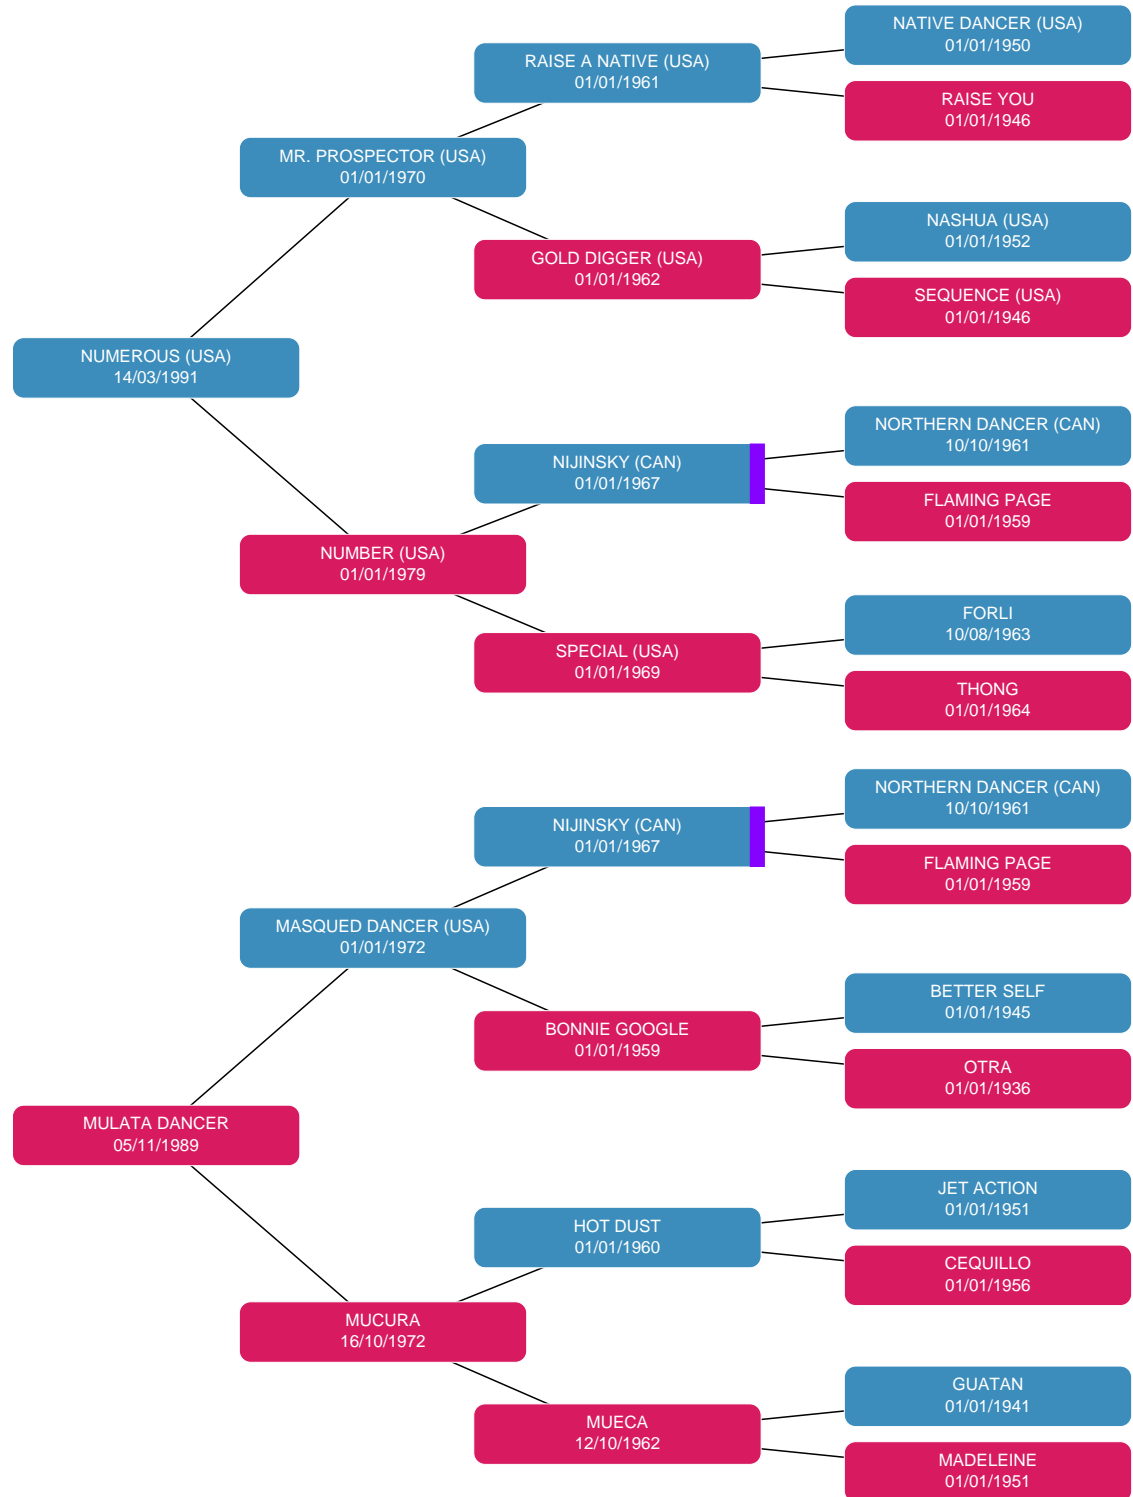 NATIVE DANCER (USA)
01/01/1950
RAISE A NATIVE (USA)
01/01/1961
RAISE YOU
01/01/1946
MR. PROSPECTOR (USA)
01/01/1970
NASHUA (USA)
01/01/1952
GOLD DIGGER (USA)
01/01/1962
SEQUENCE (USA)
01/01/1946
NUMEROUS (USA)
14/03/1991
NORTHERN DANCER (CAN)
10/10/1961
NIJINSKY (CAN)
01/01/1967
FLAMING PAGE
01/01/1959
NUMBER (USA)
01/01/1979
FORLI
10/08/1963
SPECIAL (USA)
01/01/1969
THONG
01/01/1964
NORTHERN DANCER (CAN)
10/10/1961
NIJINSKY (CAN)
01/01/1967
FLAMING PAGE
01/01/1959
MASQUED DANCER (USA)
01/01/1972
BETTER SELF
01/01/1945
BONNIE GOOGLE
01/01/1959
OTRA
01/01/1936
MULATA DANCER
05/11/1989
JET ACTION
01/01/1951
HOT DUST
01/01/1960
CEQUILLO
01/01/1956
MUCURA
16/10/1972
GUATAN
01/01/1941
MUECA
12/10/1962
MADELEINE
01/01/1951